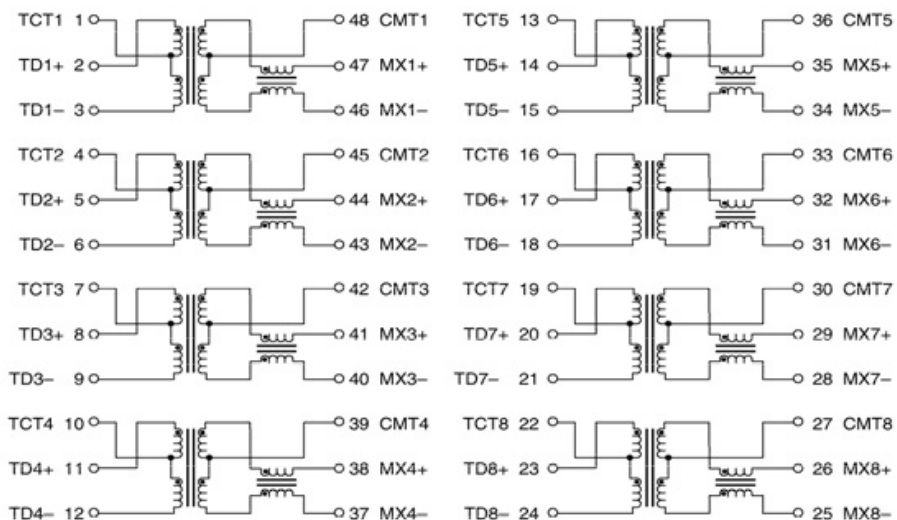 TCT1 1 48 CMT1 TCT5 13 36 CMT5
TD1+ 2 47 MX1+ TD5+ 14 35 MX5+
TD1− 3 46 MX1− TD5− 15 34 MX5−
TCT2 4 45 CMT2 TCT6 16 33 CMT6
TD2+ 5 44 MX2+ TD6+ 17 32 MX6+
TD2− 6 43 MX2− TD6− 18 31 MX6−
TCT3 7 42 CMT3 TCT7 19 30 CMT7
TD3+ 8 41 MX3+ TD7+ 20 29 MX7+
TD3− 9 40 MX3− TD7− 21 28 MX7−
TCT4 10 39 CMT4 TCT8 22 27 CMT8
TD4+ 11 38 MX4+ TD8+ 23 26 MX8+
TD4− 12 37 MX4− TD8− 24 25 MX8−